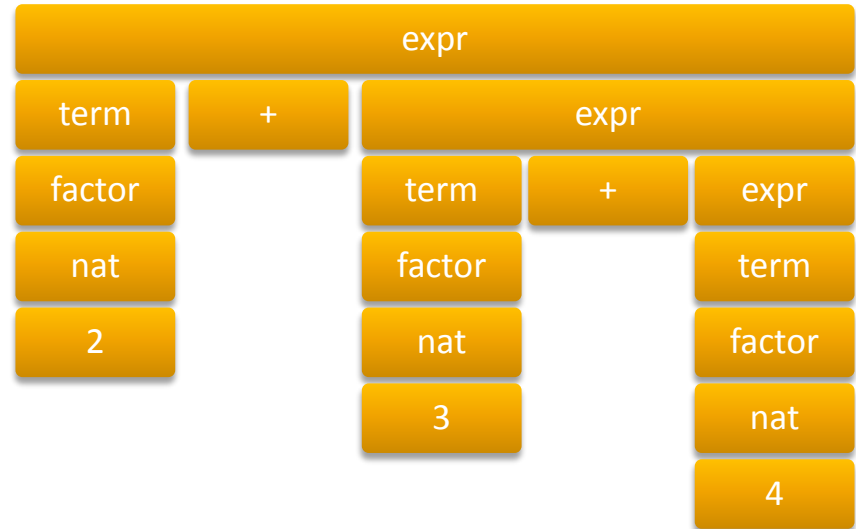 expr
term + expr
factor term + expr
nat factor term
2 nat factor
3 nat
4